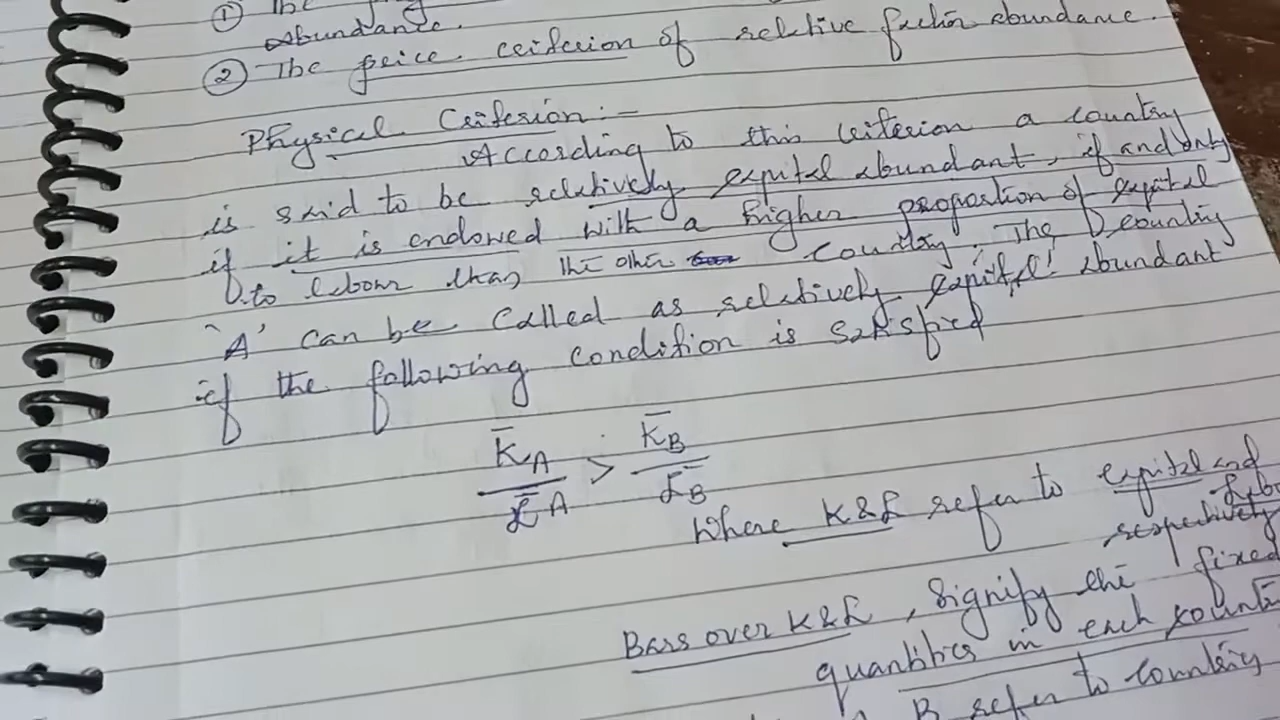 ① The
abundance.
② The price criterion of relative factor abundance.
Physical Criterion :-
According to this criterion a country
is said to be relatively capital abundant, if and only
if it is endowed with a higher proportion of capital
to labour than the other country. The country
'A' can be called as relatively capital abundant
if the following condition is satisfied
K̄A / L̄A > K̄B / L̄B
Where K & L refer to capital and
respectively
Bars over K & L, signify the fixed
quantities in each
B refer to country